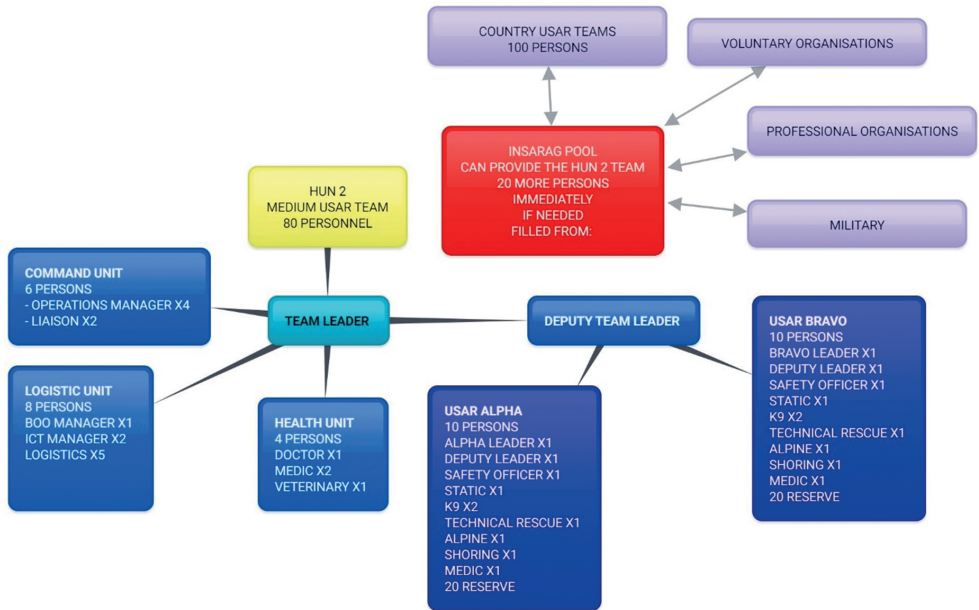 COUNTRY USAR TEAMS
100 PERSONS
VOLUNTARY ORGANISATIONS
PROFESSIONAL ORGANISATIONS
MILITARY
INSARAG POOL
CAN PROVIDE THE HUN 2 TEAM
20 MORE PERSONS
IMMEDIATELY
IF NEEDED
FILLED FROM:
HUN 2
MEDIUM USAR TEAM
80 PERSONNEL
COMMAND UNIT
6 PERSONS
- OPERATIONS MANAGER X4
- LIAISON X2
TEAM LEADER
DEPUTY TEAM LEADER
LOGISTIC UNIT
8 PERSONS
BOO MANAGER X1
ICT MANAGER X2
LOGISTICS X5
HEALTH UNIT
4 PERSONS
DOCTOR X1
MEDIC X2
VETERINARY X1
USAR ALPHA
10 PERSONS
ALPHA LEADER X1
DEPUTY LEADER X1
SAFETY OFFICER X1
STATIC X1
K9 X2
TECHNICAL RESCUE X1
ALPINE X1
SHORING X1
MEDIC X1
20 RESERVE
USAR BRAVO
10 PERSONS
BRAVO LEADER X1
DEPUTY LEADER X1
SAFETY OFFICER X1
STATIC X1
K9 X2
TECHNICAL RESCUE X1
ALPINE X1
SHORING X1
MEDIC X1
20 RESERVE